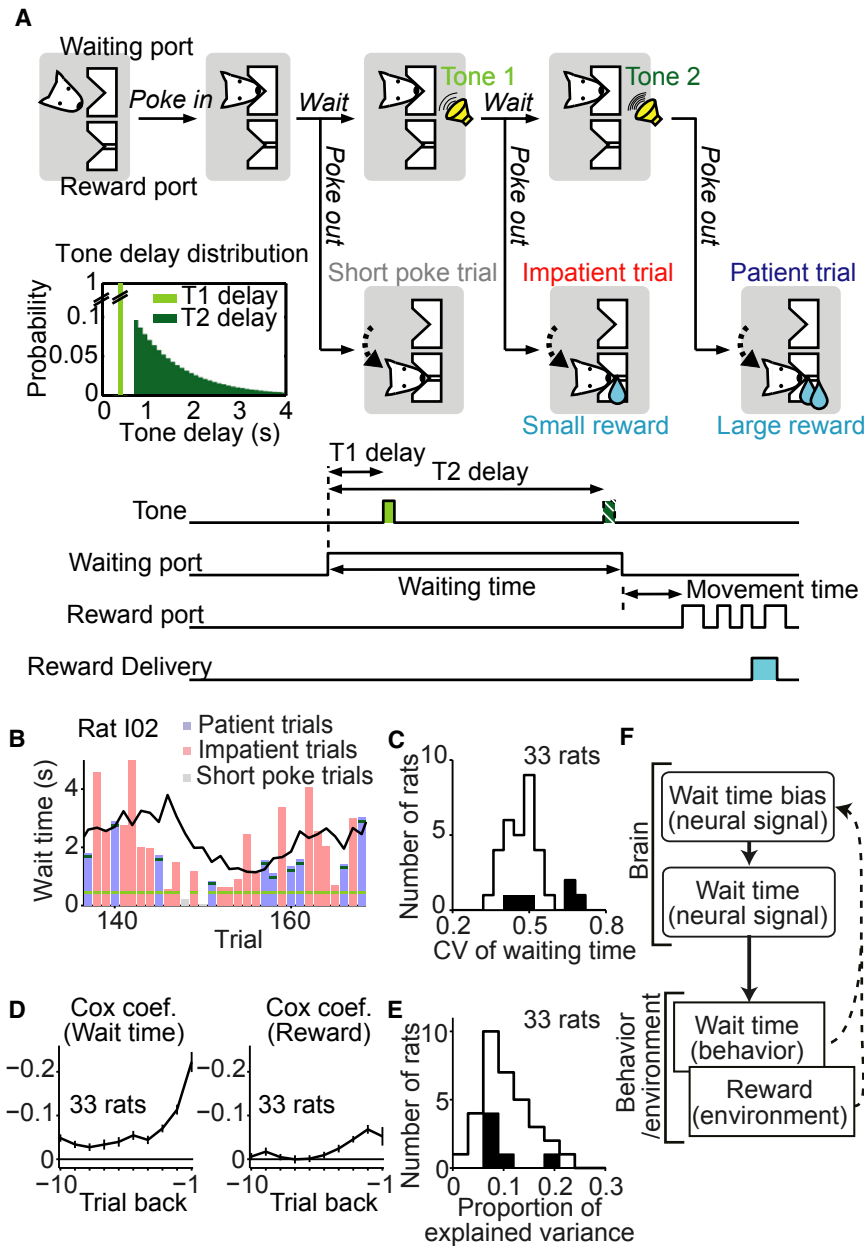 A
Waiting port
Poke in
Wait
Tone 1
Wait
Tone 2
Reward port
Poke out
Poke out
Poke out
Short poke trial
Impatient trial
Patient trial
Small reward
Large reward
Tone delay distribution
T1 delay
T2 delay
Probability
1
0.1
0.05
0
0 1 2 3 4
Tone delay (s)
T1 delay
T2 delay
Tone
Waiting port
Waiting time
Movement time
Reward port
Reward Delivery
B
Rat I02
Patient trials
Impatient trials
Short poke trials
Wait time (s)
4
2
0
140 160
Trial
C
33 rats
Number of rats
10
5
0
0.2 0.5 0.8
CV of waiting time
D
Cox coef.
(Wait time)
−0.2
−0.1
0
33 rats
−10 −1
Trial back
Cox coef.
(Reward)
−0.2
−0.1
0
33 rats
−10 −1
Trial back
E
33 rats
Number of rats
10
5
0
0 0.1 0.2 0.3
Proportion of
explained variance
F
Brain
Wait time bias
(neural signal)
Wait time
(neural signal)
Behavior
/environment
Wait time
(behavior)
Reward
(environment)